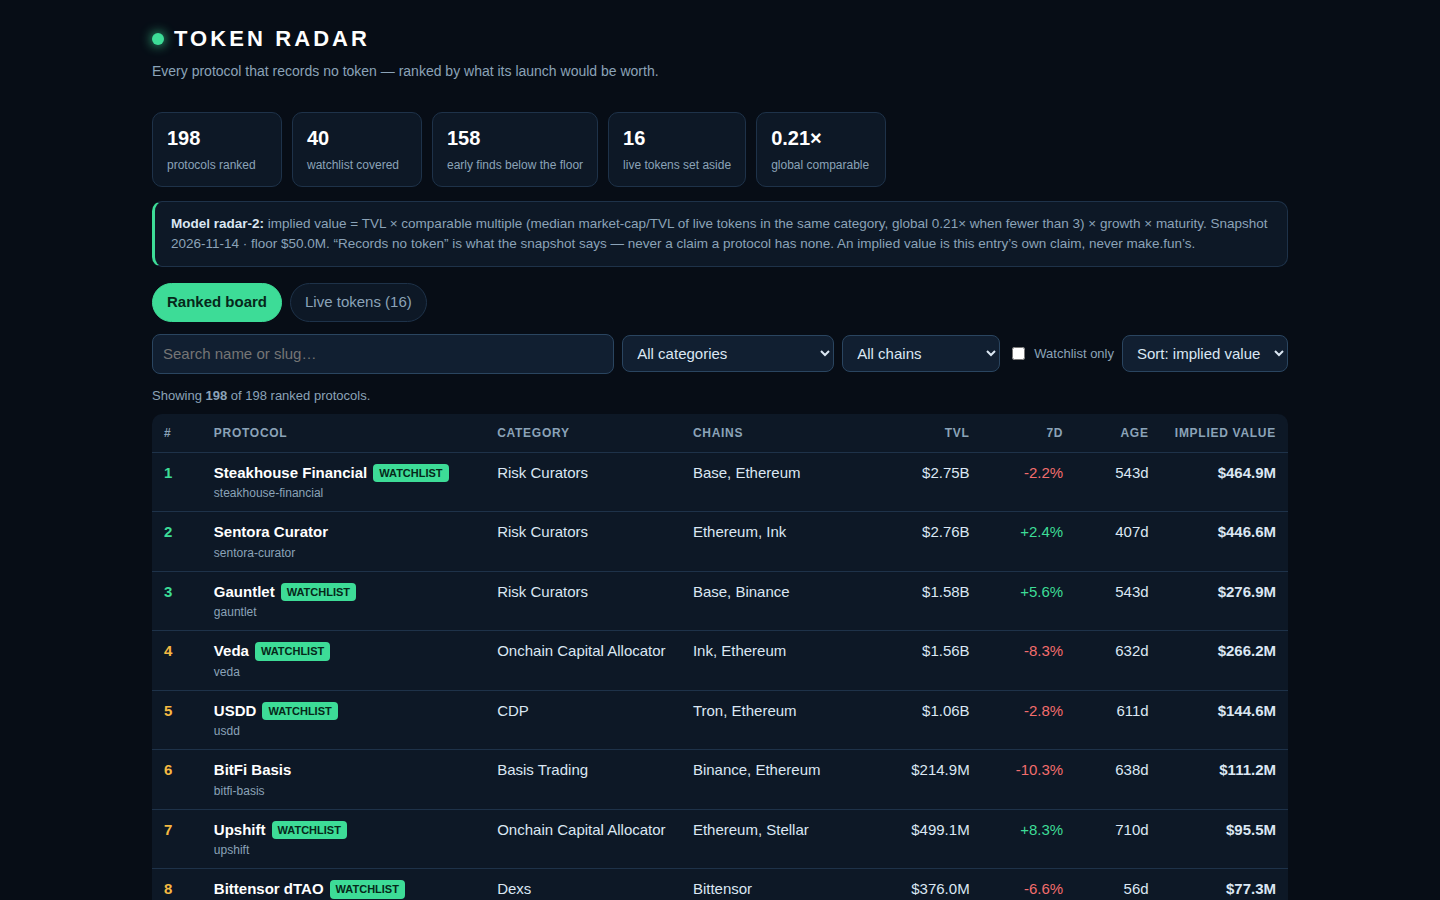 TOKEN RADAR
Every protocol that records no token — ranked by what its launch would be worth.
198
protocols ranked
40
watchlist covered
158
early finds below the floor
16
live tokens set aside
0.21×
global comparable
Model radar-2: implied value = TVL × comparable multiple (median market-cap/TVL of live tokens in the same category, global 0.21× when fewer than 3) × growth × maturity. Snapshot
2026-11-14 · floor $50.0M. “Records no token” is what the snapshot says — never a claim a protocol has none. An implied value is this entry’s own claim, never make.fun’s.
Ranked board
Live tokens (16)
Search name or slug…
All categories
All chains
Watchlist only
Sort: implied value
Showing 198 of 198 ranked protocols.
# PROTOCOL CATEGORY CHAINS TVL 7D AGE IMPLIED VALUE
1 Steakhouse Financial WATCHLIST Risk Curators Base, Ethereum $2.75B -2.2% 543d $464.9M
steakhouse-financial
2 Sentora Curator Risk Curators Ethereum, Ink $2.76B +2.4% 407d $446.6M
sentora-curator
3 Gauntlet WATCHLIST Risk Curators Base, Binance $1.58B +5.6% 543d $276.9M
gauntlet
4 Veda WATCHLIST Onchain Capital Allocator Ink, Ethereum $1.56B -8.3% 632d $266.2M
veda
5 USDD WATCHLIST CDP Tron, Ethereum $1.06B -2.8% 611d $144.6M
usdd
6 BitFi Basis Basis Trading Binance, Ethereum $214.9M -10.3% 638d $111.2M
bitfi-basis
7 Upshift WATCHLIST Onchain Capital Allocator Ethereum, Stellar $499.1M +8.3% 710d $95.5M
upshift
8 Bittensor dTAO WATCHLIST Dexs Bittensor $376.0M -6.6% 56d $77.3M